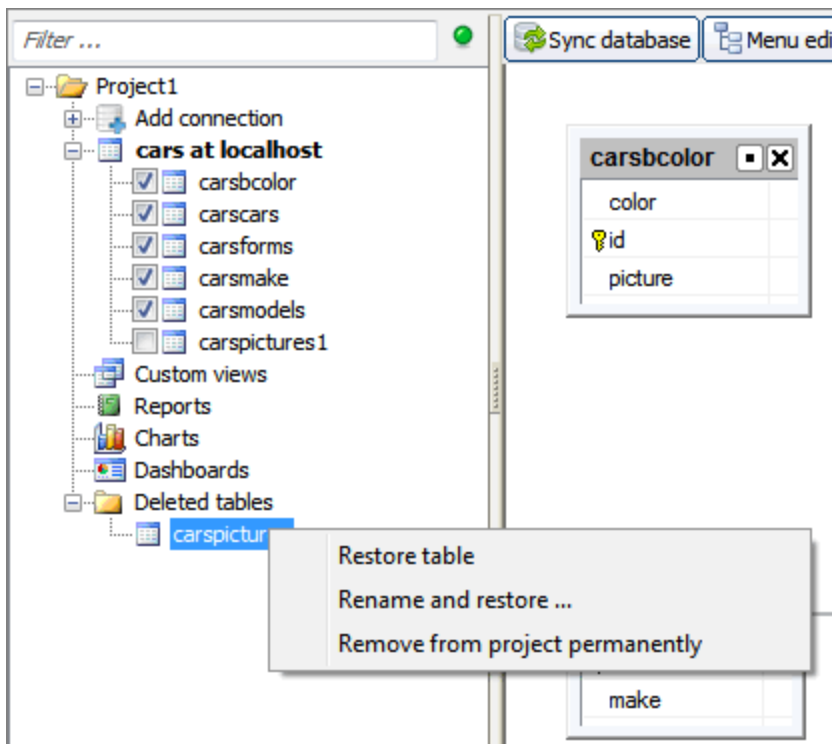 Filter ...
Sync database
Menu edi
Project1
Add connection
cars at localhost
carsbcolor
carscars
carsforms
carsmake
carsmodels
carspictures1
Custom views
Reports
Charts
Dashboards
Deleted tables
carspictur
Restore table
Rename and restore ...
Remove from project permanently
carsbcolor
color
id
picture
make